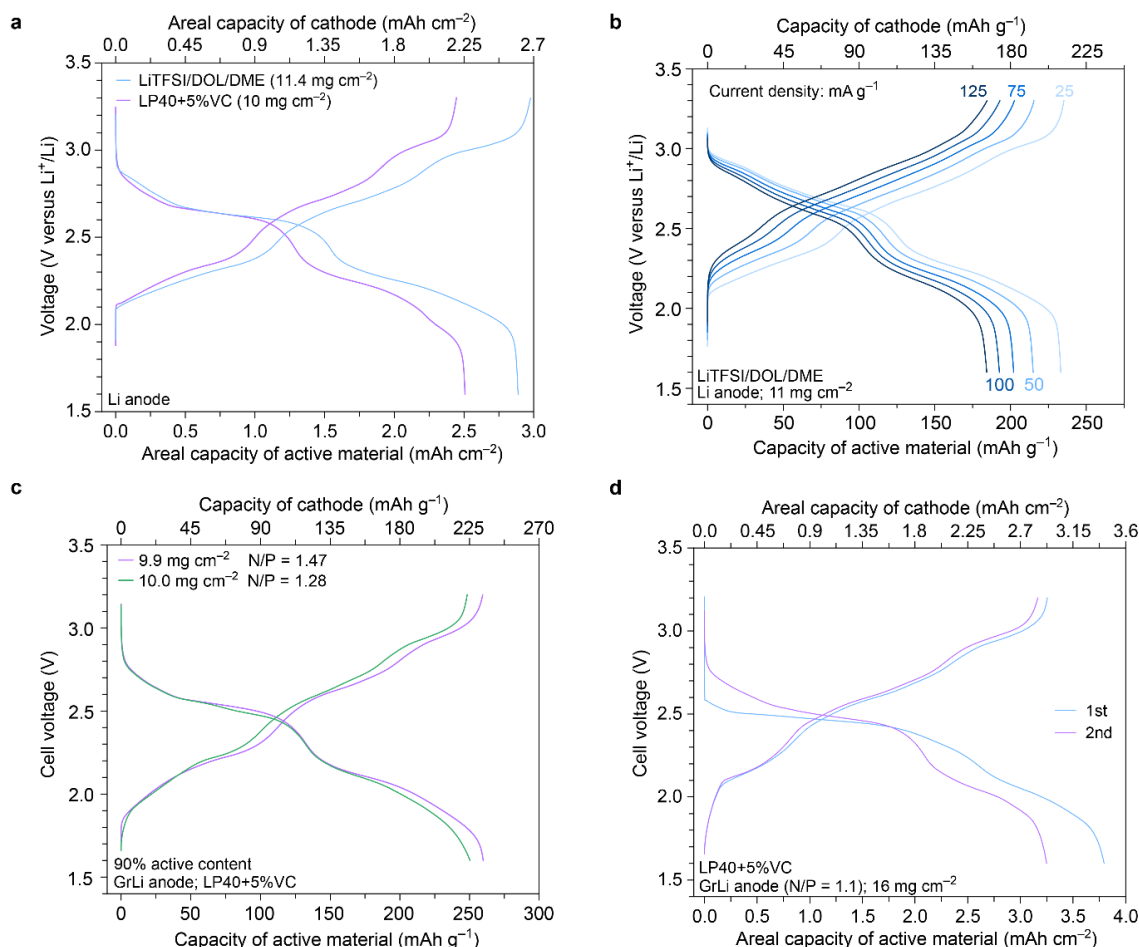 a
Areal capacity of cathode (mAh cm⁻²)
0.0 0.45 0.9 1.35 1.8 2.25 2.7
3.5
3.0
2.5
2.0
1.5
Voltage (V versus Li⁺/Li)
LiTFSI/DOL/DME (11.4 mg cm⁻²)
LP40+5%VC (10 mg cm⁻²)
Li anode
0.0 0.5 1.0 1.5 2.0 2.5 3.0
Areal capacity of active material (mAh cm⁻²)
b
Capacity of cathode (mAh g⁻¹)
0 45 90 135 180 225
3.5
3.0
2.5
2.0
1.5
Voltage (V versus Li⁺/Li)
Current density: mA g⁻¹
125 75 25
100 50
LiTFSI/DOL/DME
Li anode; 11 mg cm⁻²
0 50 100 150 200 250
Capacity of active material (mAh g⁻¹)
c
Capacity of cathode (mAh g⁻¹)
0 45 90 135 180 225 270
3.5
3.0
2.5
2.0
1.5
Cell voltage (V)
9.9 mg cm⁻² N/P = 1.47
10.0 mg cm⁻² N/P = 1.28
90% active content
GrLi anode; LP40+5%VC
0 50 100 150 200 250 300
Capacity of active material (mAh g⁻¹)
d
Areal capacity of cathode (mAh cm⁻²)
0.0 0.45 0.9 1.35 1.8 2.25 2.7 3.15 3.6
3.5
3.0
2.5
2.0
1.5
Cell voltage (V)
1st
2nd
LP40+5%VC
GrLi anode (N/P = 1.1); 16 mg cm⁻²
0.0 0.5 1.0 1.5 2.0 2.5 3.0 3.5 4.0
Areal capacity of active material (mAh cm⁻²)